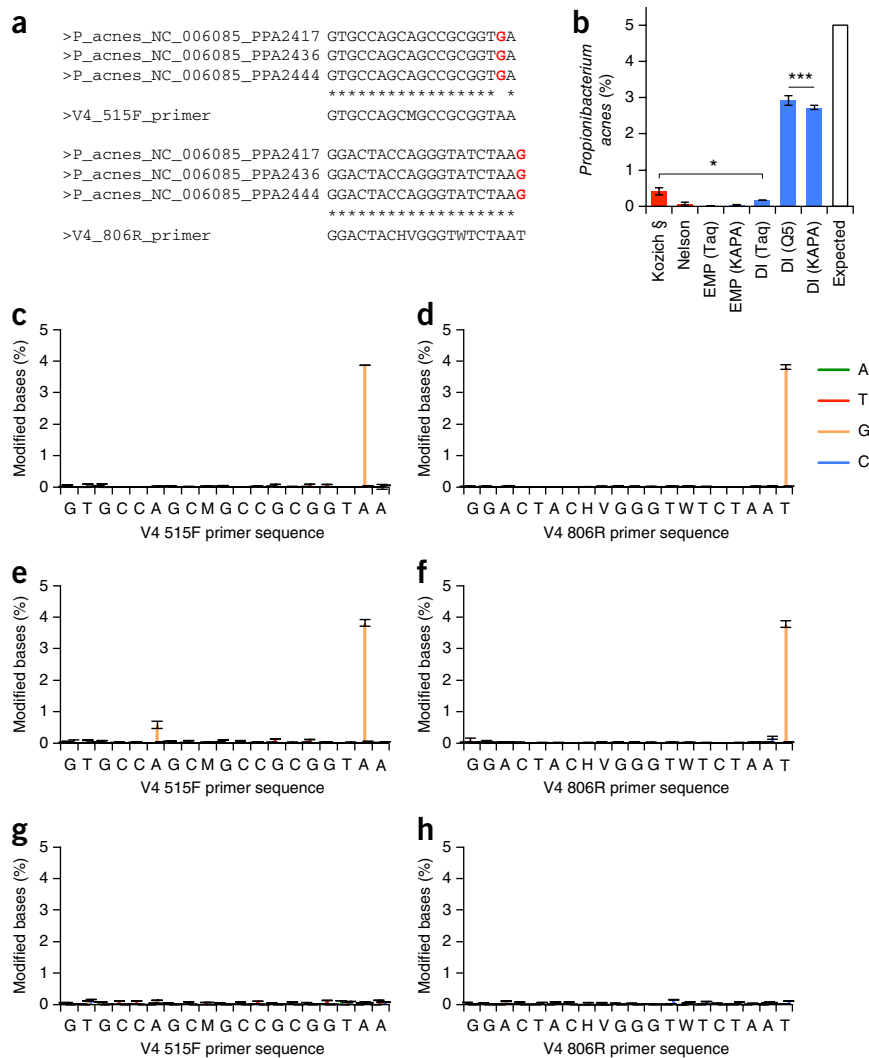 a
>P_acnes_NC_006085_PPA2417 GTGCCAGCAGCCGCGGTGA
>P_acnes_NC_006085_PPA2436 GTGCCAGCAGCCGCGGTGA
>P_acnes_NC_006085_PPA2444 GTGCCAGCAGCCGCGGTGA
***************** *
>V4_515F_primer GTGCCAGCMGCCGCGGTAA
>P_acnes_NC_006085_PPA2417 GGACTACCAGGGTATCTAAG
>P_acnes_NC_006085_PPA2436 GGACTACCAGGGTATCTAAG
>P_acnes_NC_006085_PPA2444 GGACTACCAGGGTATCTAAG
*******************
>V4_806R_primer GGACTACHVGGGTWTCTAAT
b
Propionibacterium
acnes (%)
5
4
3
2
1
0
*
***
Kozich §
Nelson
EMP (Taq)
EMP (KAPA)
DI (Taq)
DI (Q5)
DI (KAPA)
Expected
c
Modified bases (%)
5
4
3
2
1
0
G T G C C A G C M G C C G C G G T A A
V4 515F primer sequence
d
Modified bases (%)
5
4
3
2
1
0
G G A C T A C H V G G G T W T C T A A T
V4 806R primer sequence
A
T
G
C
e
Modified bases (%)
5
4
3
2
1
0
G T G C C A G C M G C C G C G G T A A
V4 515F primer sequence
f
Modified bases (%)
5
4
3
2
1
0
G G A C T A C H V G G G T W T C T A A T
V4 806R primer sequence
g
Modified bases (%)
5
4
3
2
1
0
G T G C C A G C M G C C G C G G T A A
V4 515F primer sequence
h
Modified bases (%)
5
4
3
2
1
0
G G A C T A C H V G G G T W T C T A A T
V4 806R primer sequence